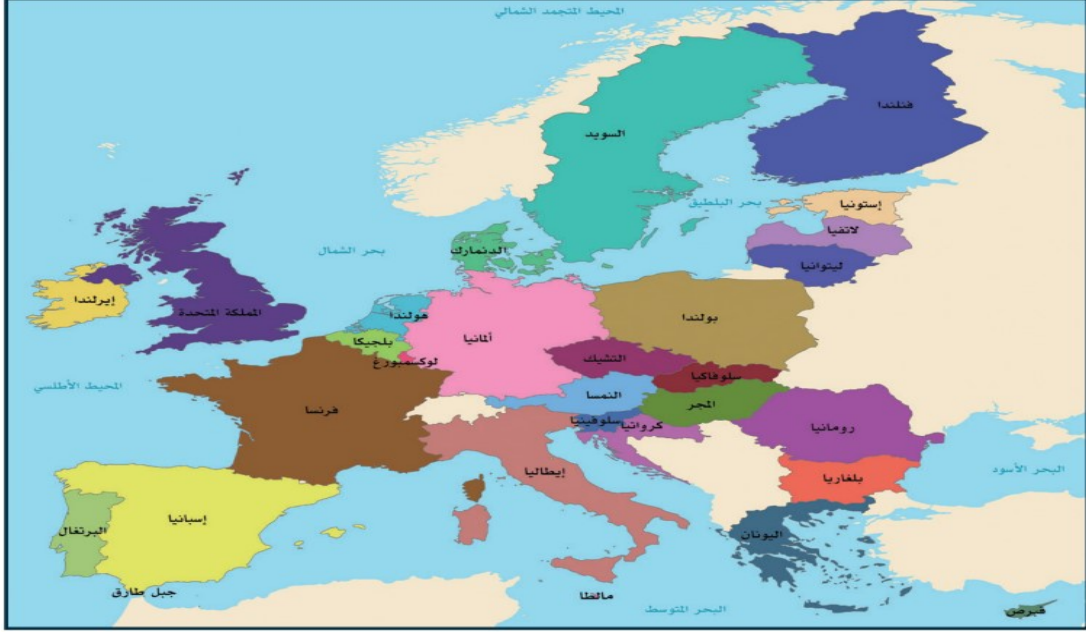 المحيط المتجمد الشمالي
فنلندا
السويد
بحر البلطيق
إستونيا
لاتفيا
ليتوانيا
بحر الشمال
الدنمارك
إيرلندا
المملكة المتحدة
هولندا
بلجيكا
لوكسمبورغ
ألمانيا
بولندا
التشيك
سلوفاكيا
المحيط الأطلسي
فرنسا
النمسا
المجر
سلوفينيا
كرواتيا
رومانيا
إيطاليا
بلغاريا
البحر الأسود
إسبانيا
البرتغال
اليونان
جبل طارق
مالطا
البحر المتوسط
قبرص